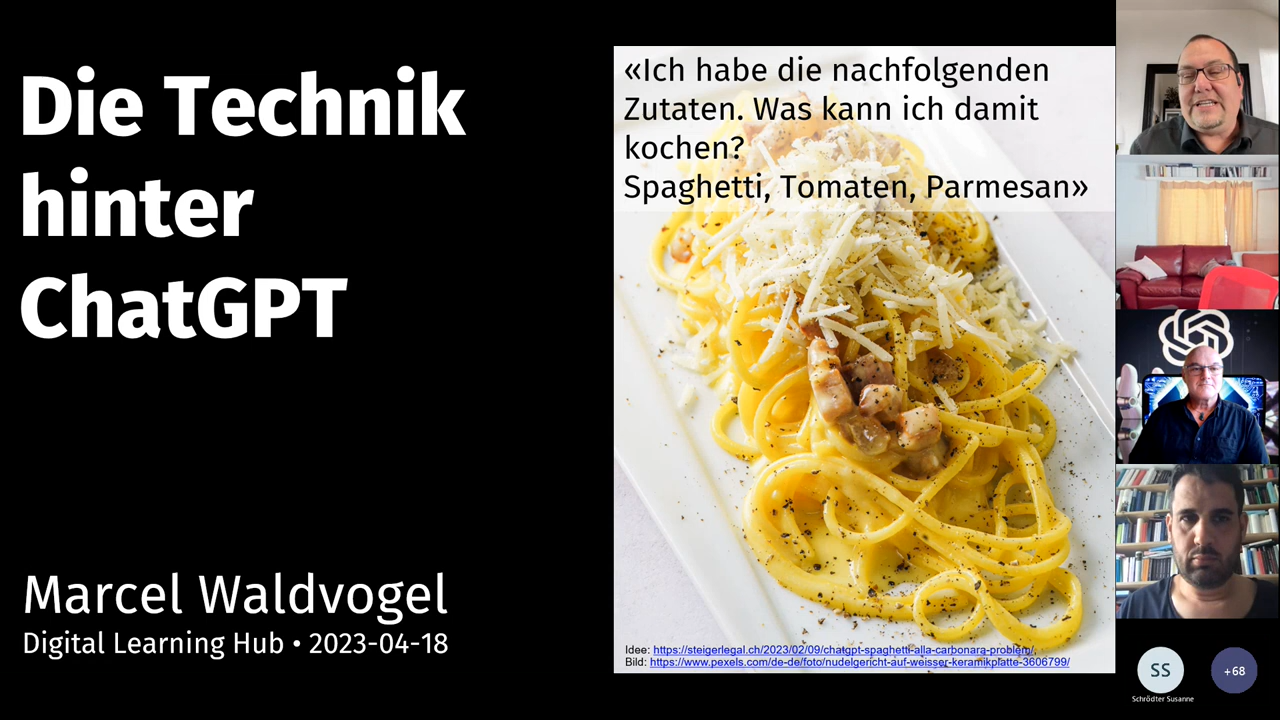 Die Technik
hinter
ChatGPT
Marcel Waldvogel
Digital Learning Hub • 2023-04-18
«Ich habe die nachfolgenden
Zutaten. Was kann ich damit
kochen?
Spaghetti, Tomaten, Parmesan»
Idee: https://steigerlegal.ch/2023/02/09/chatgpt-spaghetti-alla-carbonara-problem/,
Bild: https://www.pexels.com/de-de/foto/nudelgericht-auf-weisser-keramikplatte-3606799/
SS
Schrödter Susanne
+68